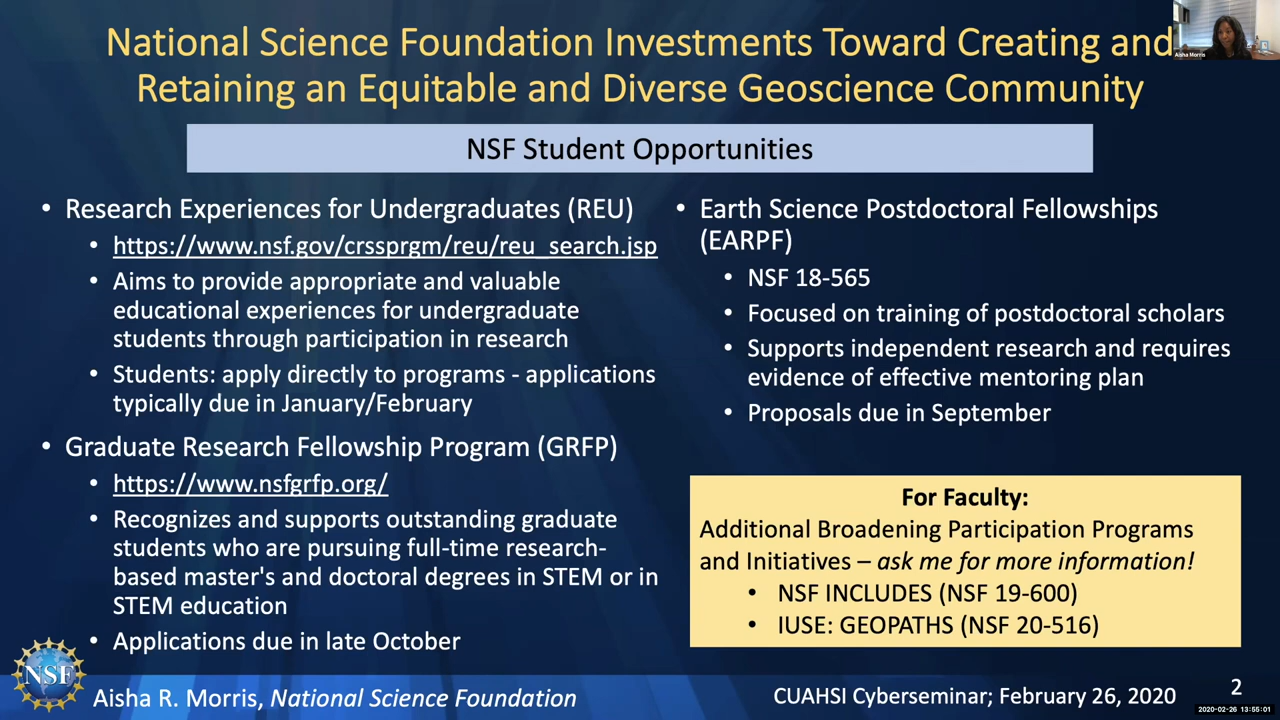 National Science Foundation Investments Toward Creating and
Retaining an Equitable and Diverse Geoscience Community
Aisha Morris
NSF Student Opportunities
• Research Experiences for Undergraduates (REU)
• https://www.nsf.gov/crssprgm/reu/reu_search.jsp
• Aims to provide appropriate and valuable
educational experiences for undergraduate
students through participation in research
• Students: apply directly to programs - applications
typically due in January/February
• Graduate Research Fellowship Program (GRFP)
• https://www.nsfgrfp.org/
• Recognizes and supports outstanding graduate
students who are pursuing full-time research-
based master's and doctoral degrees in STEM or in
STEM education
• Applications due in late October
• Earth Science Postdoctoral Fellowships
(EARPF)
• NSF 18-565
• Focused on training of postdoctoral scholars
• Supports independent research and requires
evidence of effective mentoring plan
• Proposals due in September
For Faculty:
Additional Broadening Participation Programs
and Initiatives – ask me for more information!
• NSF INCLUDES (NSF 19-600)
• IUSE: GEOPATHS (NSF 20-516)
NSF
Aisha R. Morris, National Science Foundation
CUAHSI Cyberseminar; February 26, 2020
2
2020-02-26 13:55:01